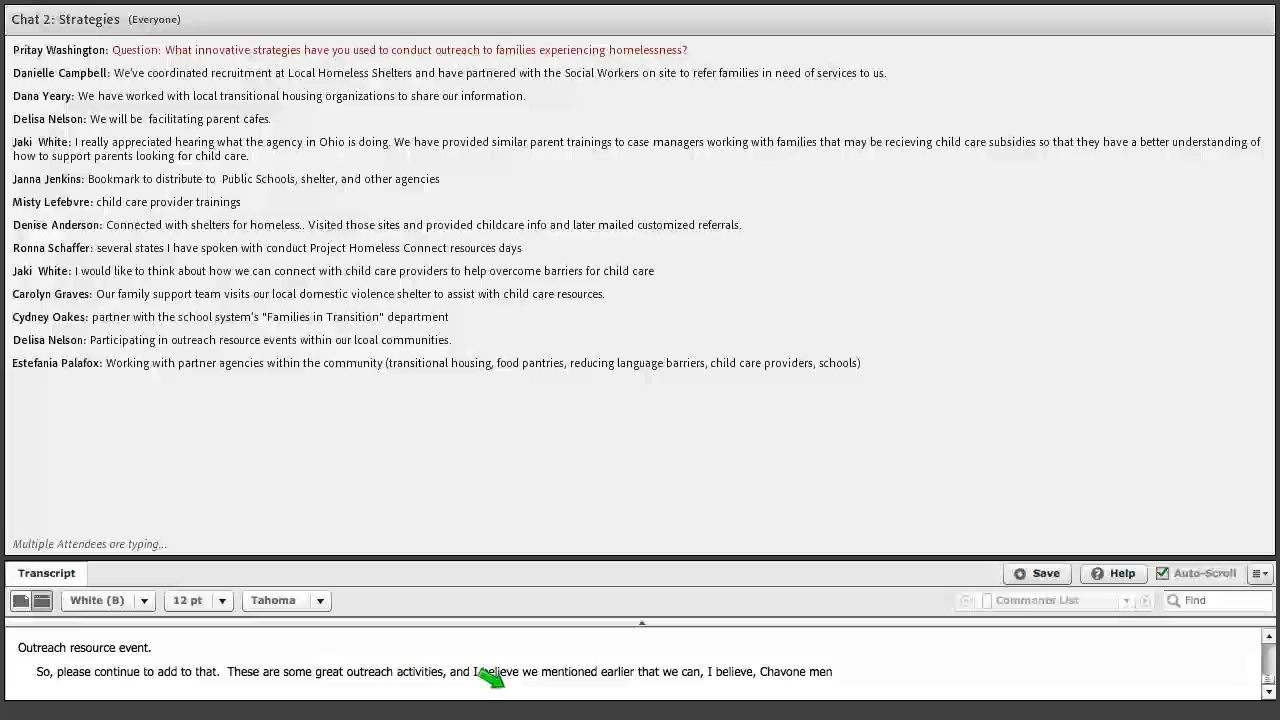 Chat 2: Strategies (Everyone)
Pritay Washington: Question: What innovative strategies have you used to conduct outreach to families experiencing homelessness?
Danielle Campbell: We've coordinated recruitment at Local Homeless Shelters and have partnered with the Social Workers on site to refer families in need of services to us.
Dana Yeary: We have worked with local transitional housing organizations to share our information.
Delisa Nelson: We will be facilitating parent cafes.
Jaki White: I really appreciated hearing what the agency in Ohio is doing. We have provided similar parent trainings to case managers working with families that may be recieving child care subsidies so that they have a better understanding of
how to support parents looking for child care.
Janna Jenkins: Bookmark to distribute to Public Schools, shelter, and other agencies
Misty Lefebvre: child care provider trainings
Denise Anderson: Connected with shelters for homeless.. Visited those sites and provided childcare info and later mailed customized referrals.
Ronna Schaffer: several states I have spoken with conduct Project Homeless Connect resources days
Jaki White: I would like to think about how we can connect with child care providers to help overcome barriers for child care
Carolyn Graves: Our family support team visits our local domestic violence shelter to assist with child care resources.
Cydney Oakes: partner with the school system's "Families in Transition" department
Delisa Nelson: Participating in outreach resource events within our lcoal communities.
Estefania Palafox: Working with partner agencies within the community (transitional housing, food pantries, reducing language barriers, child care providers, schools)
Multiple Attendees are typing...
Transcript Save Help Auto-Scroll
White (B) 12 pt Tahoma Comments List Find
Outreach resource event.
So, please continue to add to that. These are some great outreach activities, and I believe we mentioned earlier that we can, I believe, Chavone men